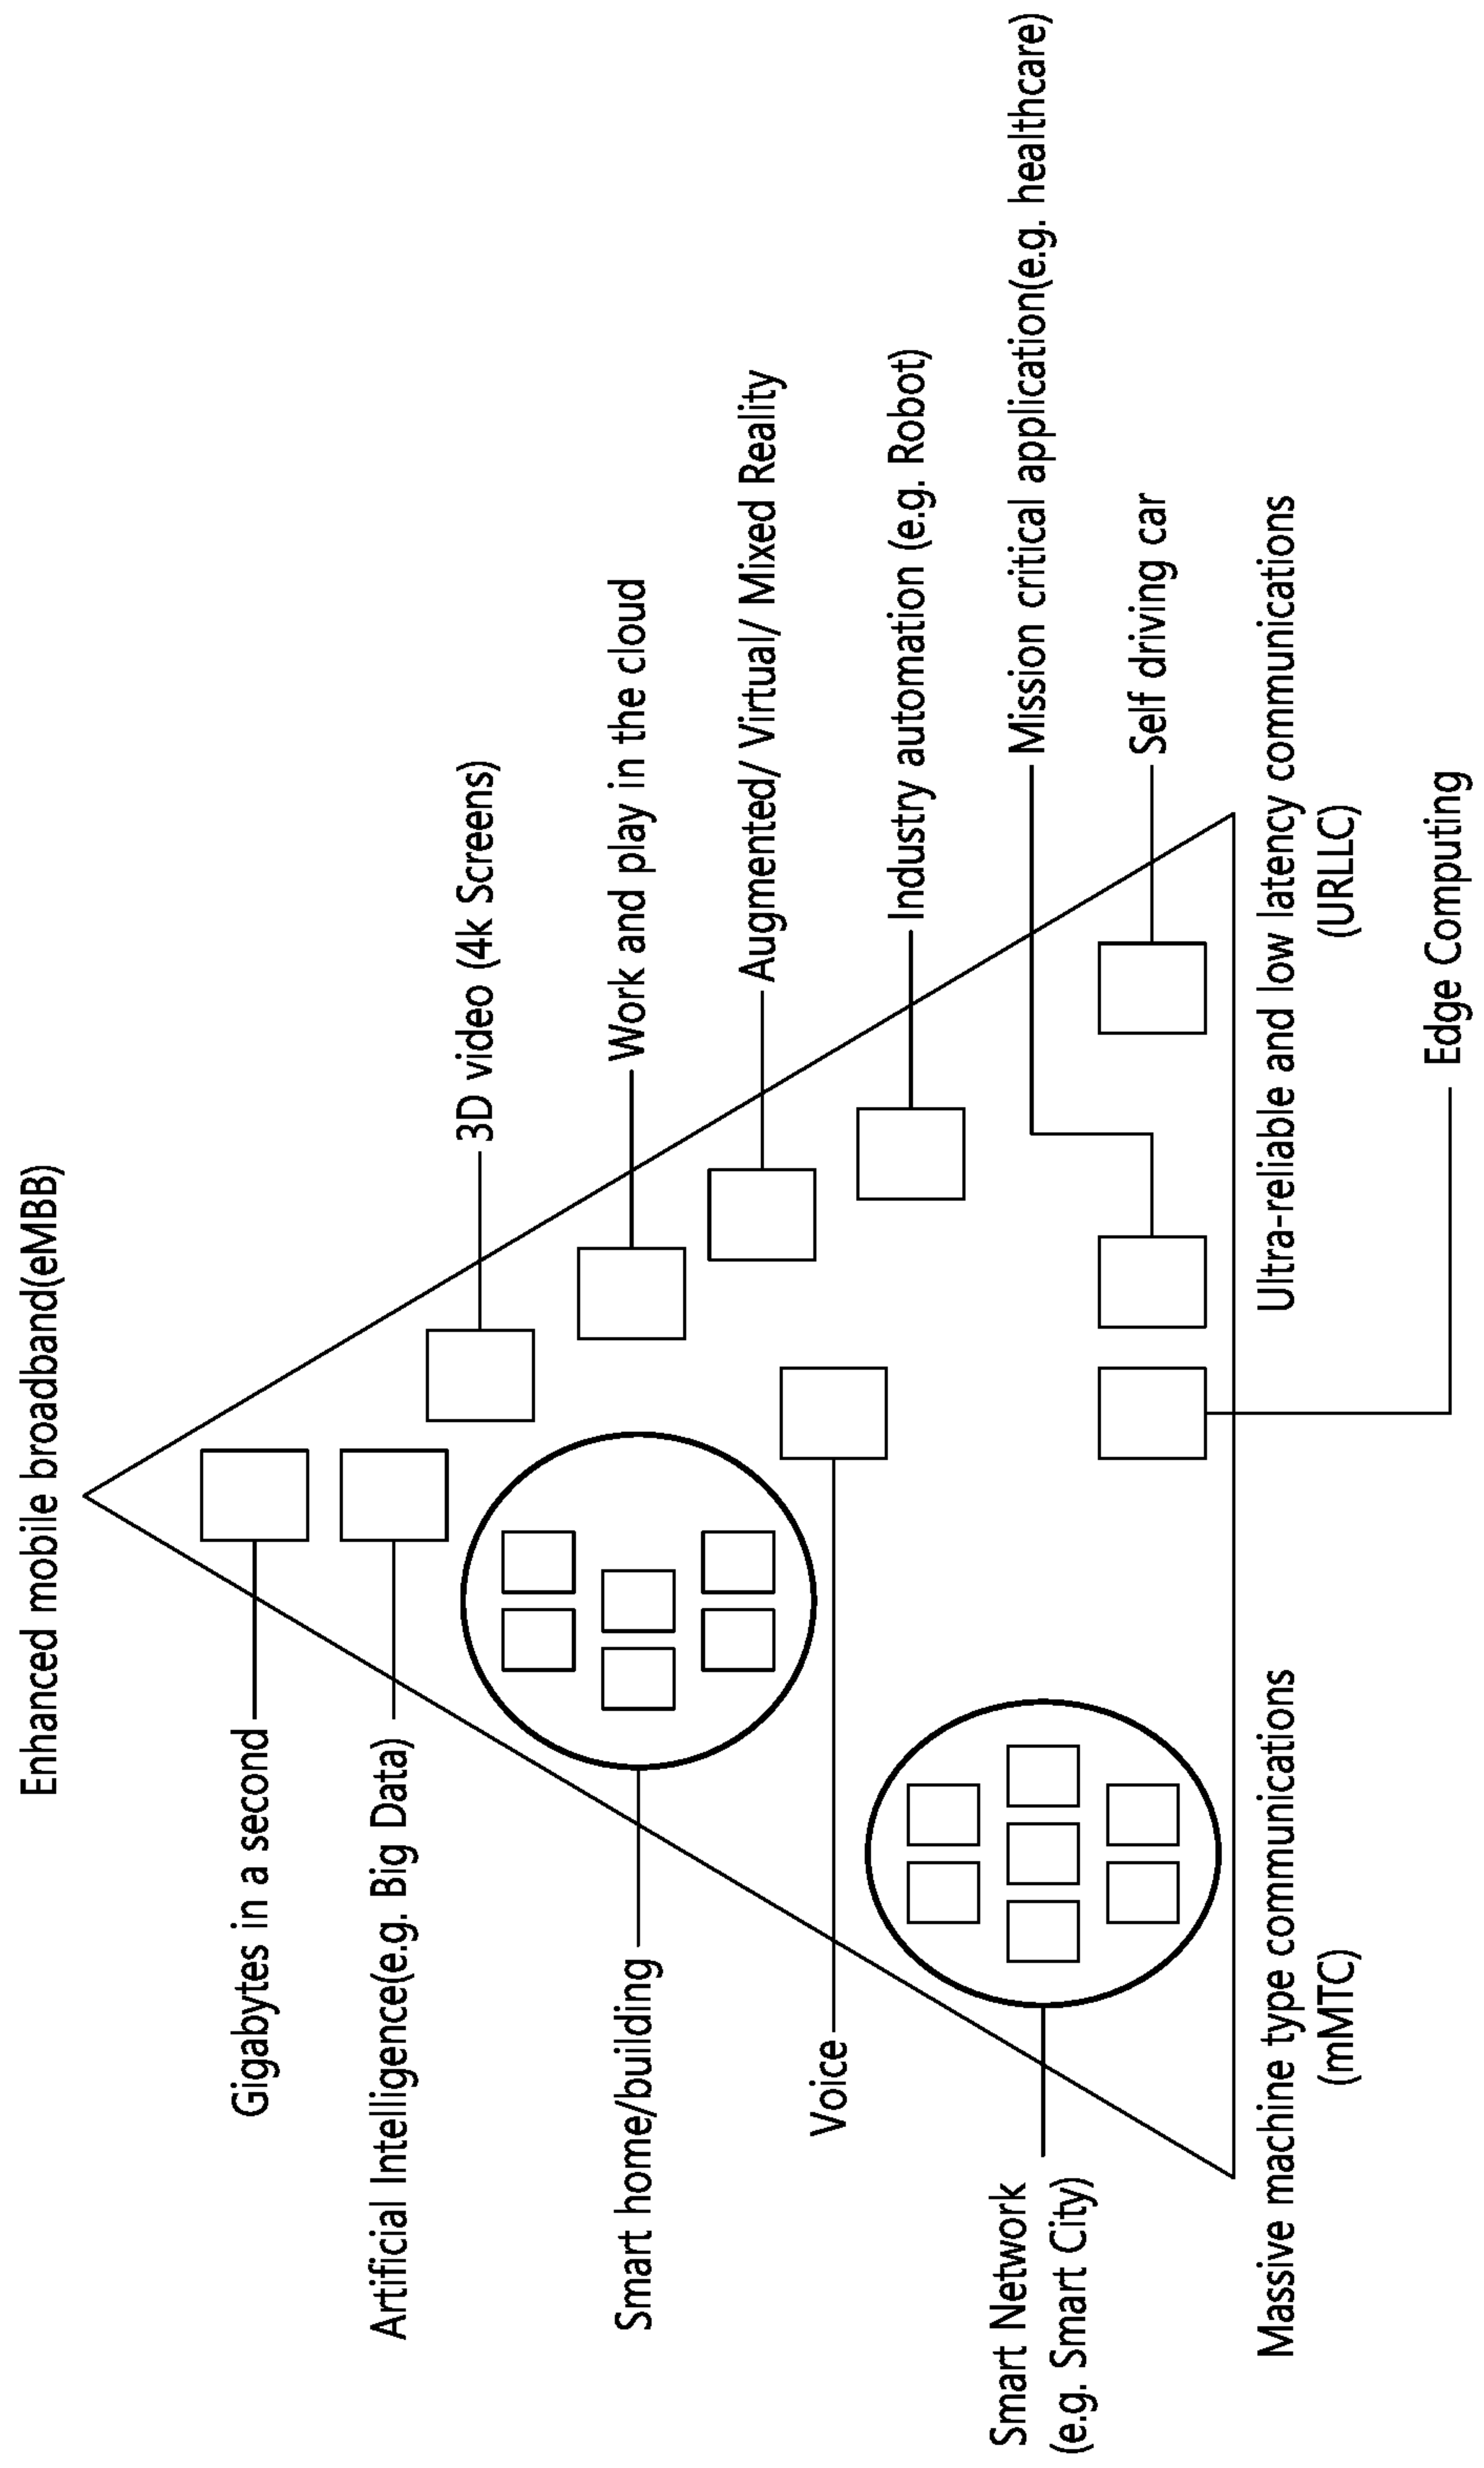 Enhanced mobile broadband(eMBB)
Gigabytes in a second
Artificial Intelligence(e.g. Big Data)
3D video (4k Screens)
Smart home/building
Work and play in the cloud
Augmented/ Virtual/ Mixed Reality
Voice
Industry automation (e.g. Robot)
Smart Network
(e.g. Smart City)
Mission critical application(e.g. healthcare)
Self driving car
Massive machine type communications
(mMTC)
Ultra-reliable and low latency communications
(URLLC)
Edge Computing